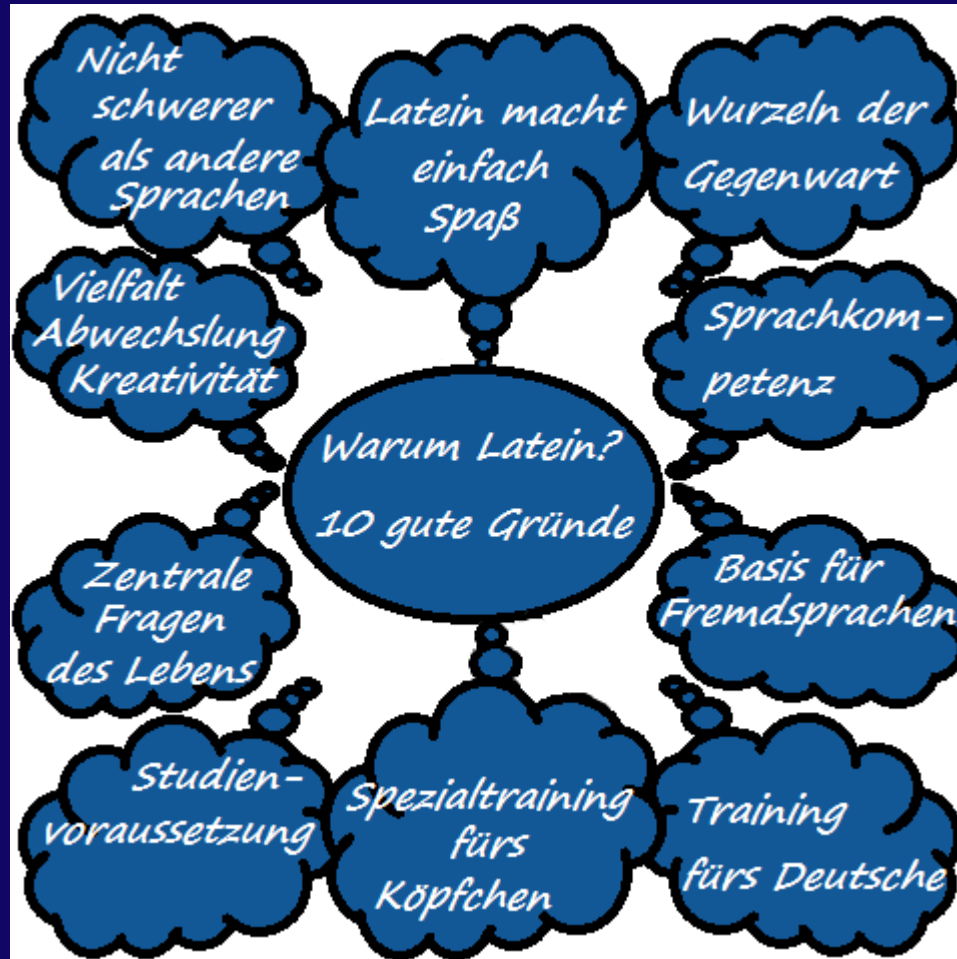 Nicht
schwerer
als andere
Sprachen
Latein macht
einfach
Spaß
Wurzeln der
Gegenwart
Vielfalt
Abwechslung
Kreativität
Sprachkom-
petenz
Warum Latein?
10 gute Gründe
Zentrale
Fragen
des Lebens
Basis für
Fremdsprachen
Studien-
voraussetzung
Spezialtraining
fürs
Köpfchen
Training
fürs Deutsche